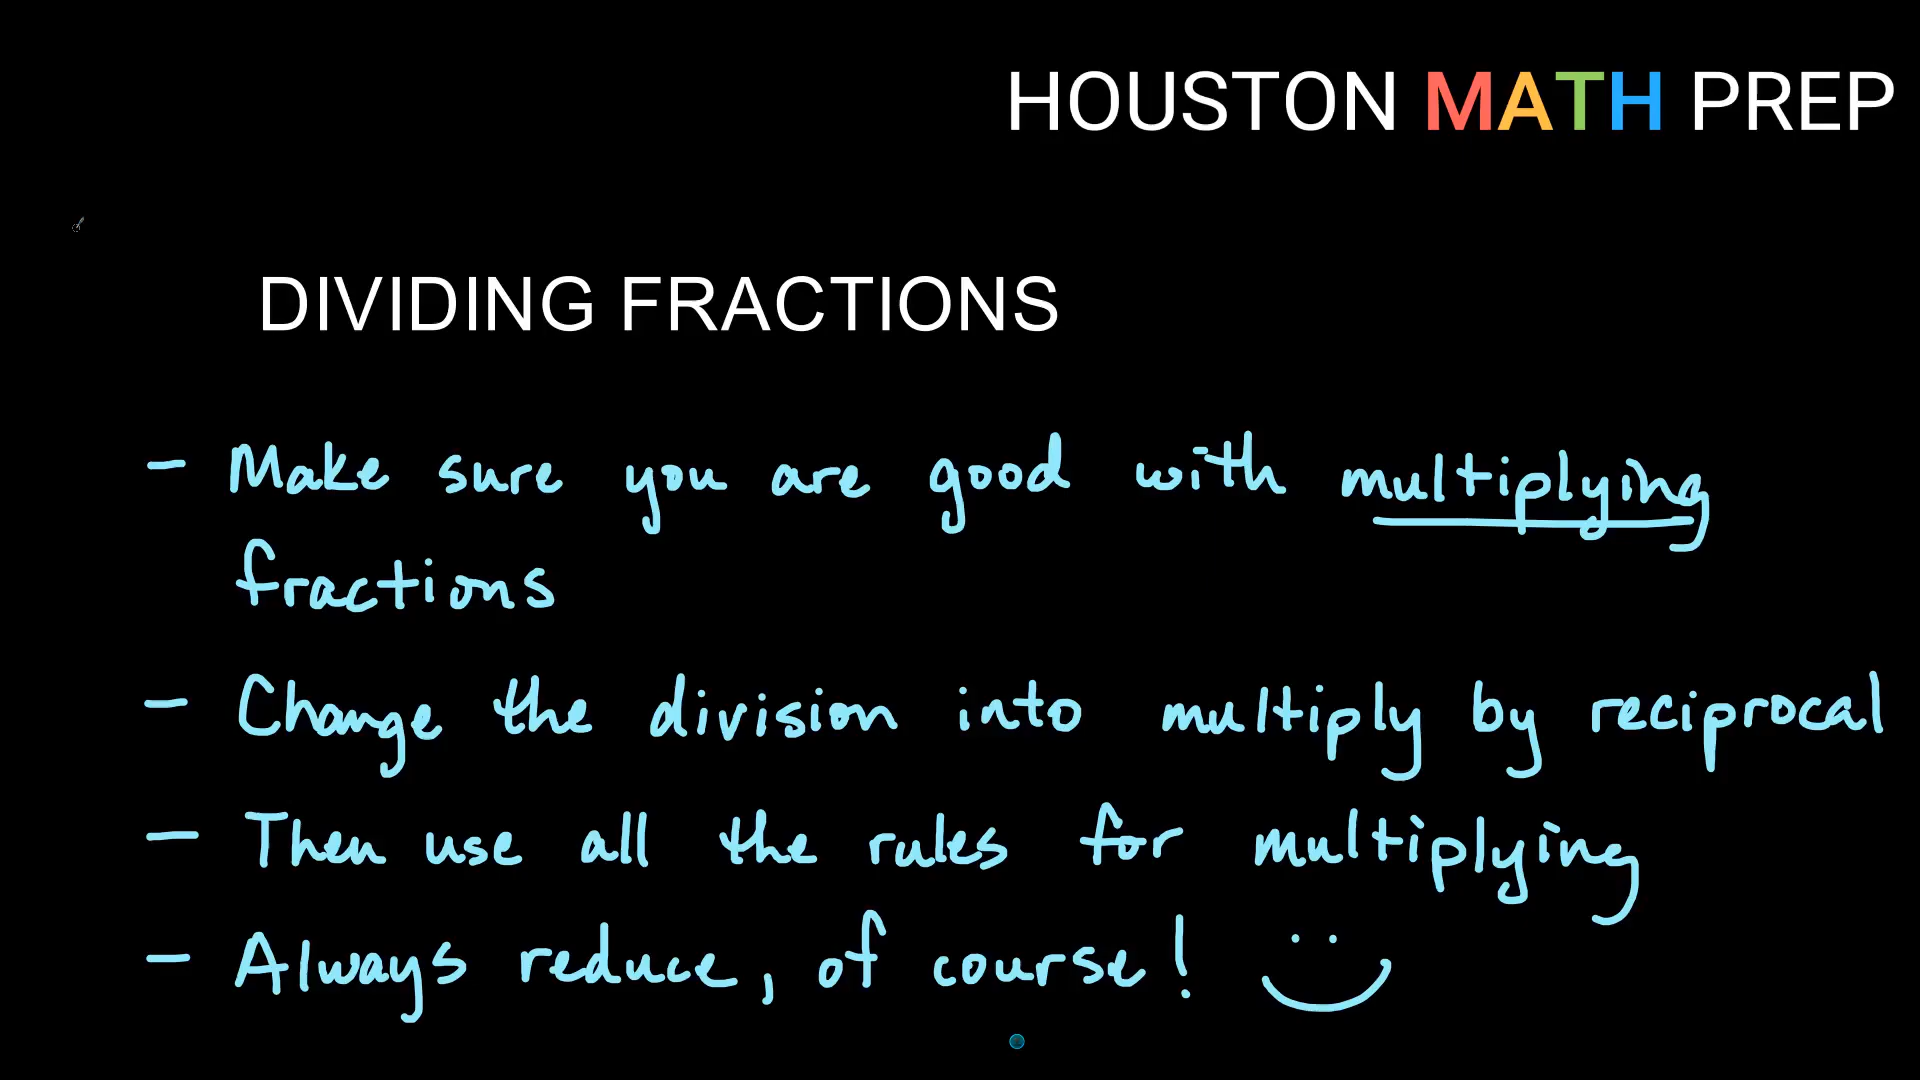 HOUSTON MATH PREP
DIVIDING FRACTIONS
- Make sure you are good with multiplying
fractions
- Change the division into multiply by reciprocal
- Then use all the rules for multiplying
- Always reduce, of course!